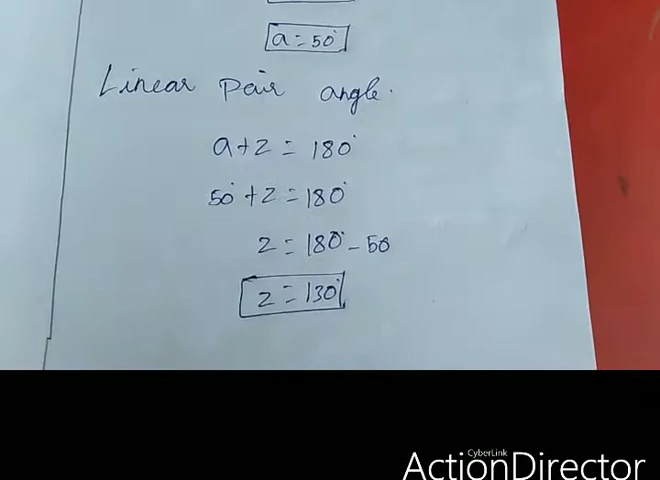 a = 50°
Linear pair angle.
a + z = 180°
50° + z = 180°
z = 180° - 50
z = 130°
CyberLink
ActionDirector